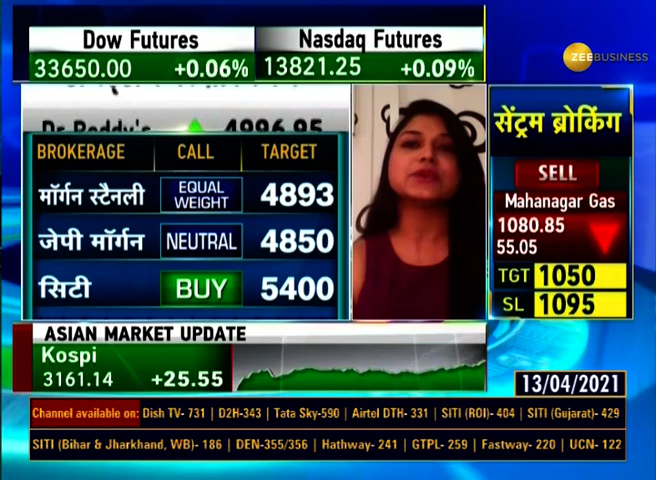 Dow Futures
33650.00 +0.06%
Nasdaq Futures
13821.25 +0.09%
ZEEBUSINESS
Dr Reddy's 4996.95
BROKERAGE CALL TARGET
मॉर्गन स्टैनली EQUAL WEIGHT 4893
जेपी मॉर्गन NEUTRAL 4850
सिटी BUY 5400
सेंट्रम ब्रोकिंग
SELL
Mahanagar Gas
1080.85
55.05
TGT 1050
SL 1095
ASIAN MARKET UPDATE
Kospi
3161.14 +25.55
13/04/2021
Channel available on: Dish TV- 731 | D2H-343 | Tata Sky-590 | Airtel DTH- 331 | SITI (ROI)- 404 | SITI (Gujarat)- 429
SITI (Bihar & Jharkhand, WB)- 186 | DEN-355/356 | Hathway- 241 | GTPL- 259 | Fastway- 220 | UCN- 122